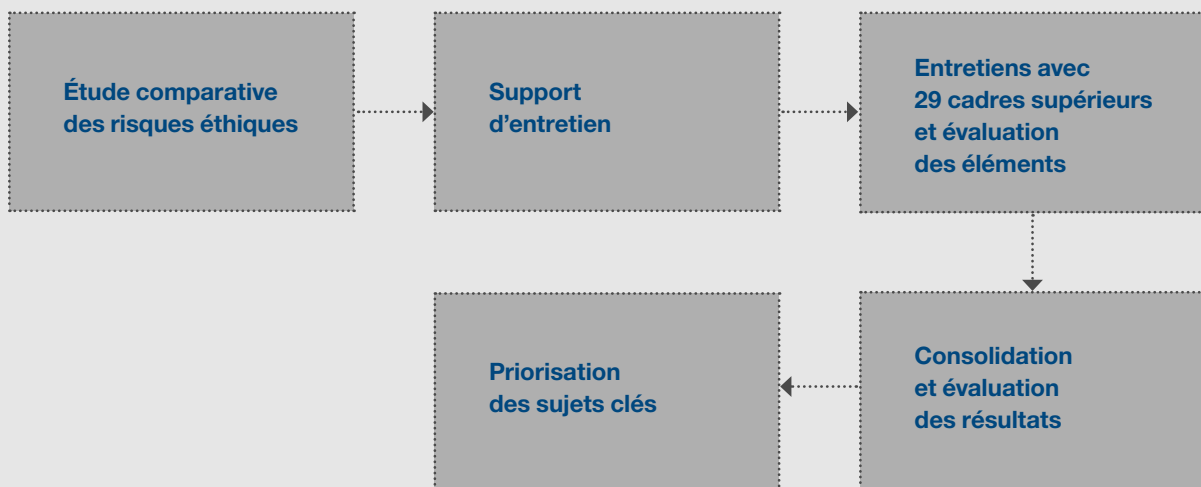 Étude comparative
des risques éthiques
Support
d'entretien
Entretiens avec
29 cadres supérieurs
et évaluation
des éléments
Consolidation
et évaluation
des résultats
Priorisation
des sujets clés